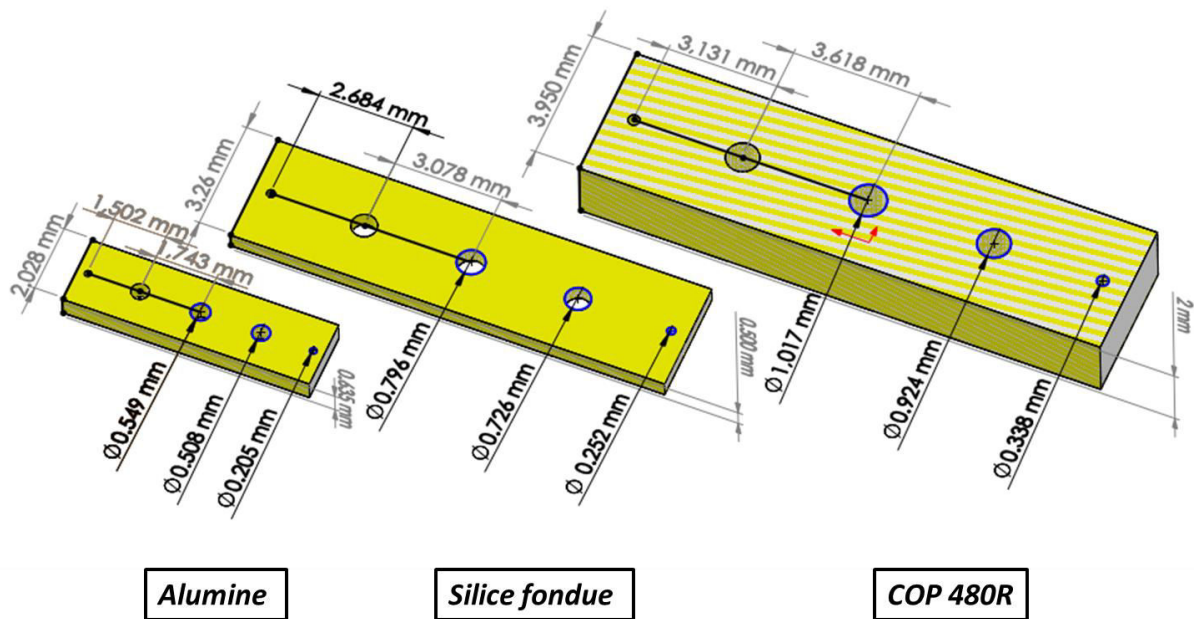 2.028 mm
1,502 mm
1,743 mm
0.635 mm
Ø0.549 mm
Ø0.508 mm
Ø0.205 mm
3.26 mm
2.684 mm
3.078 mm
0.500 mm
Ø0.796 mm
Ø0.726 mm
Ø 0.252 mm
3.950 mm
3,131 mm
3,618 mm
2 mm
Ø1.017 mm
Ø0.924 mm
Ø0.338 mm
Alumine
Silice fondue
COP 480R